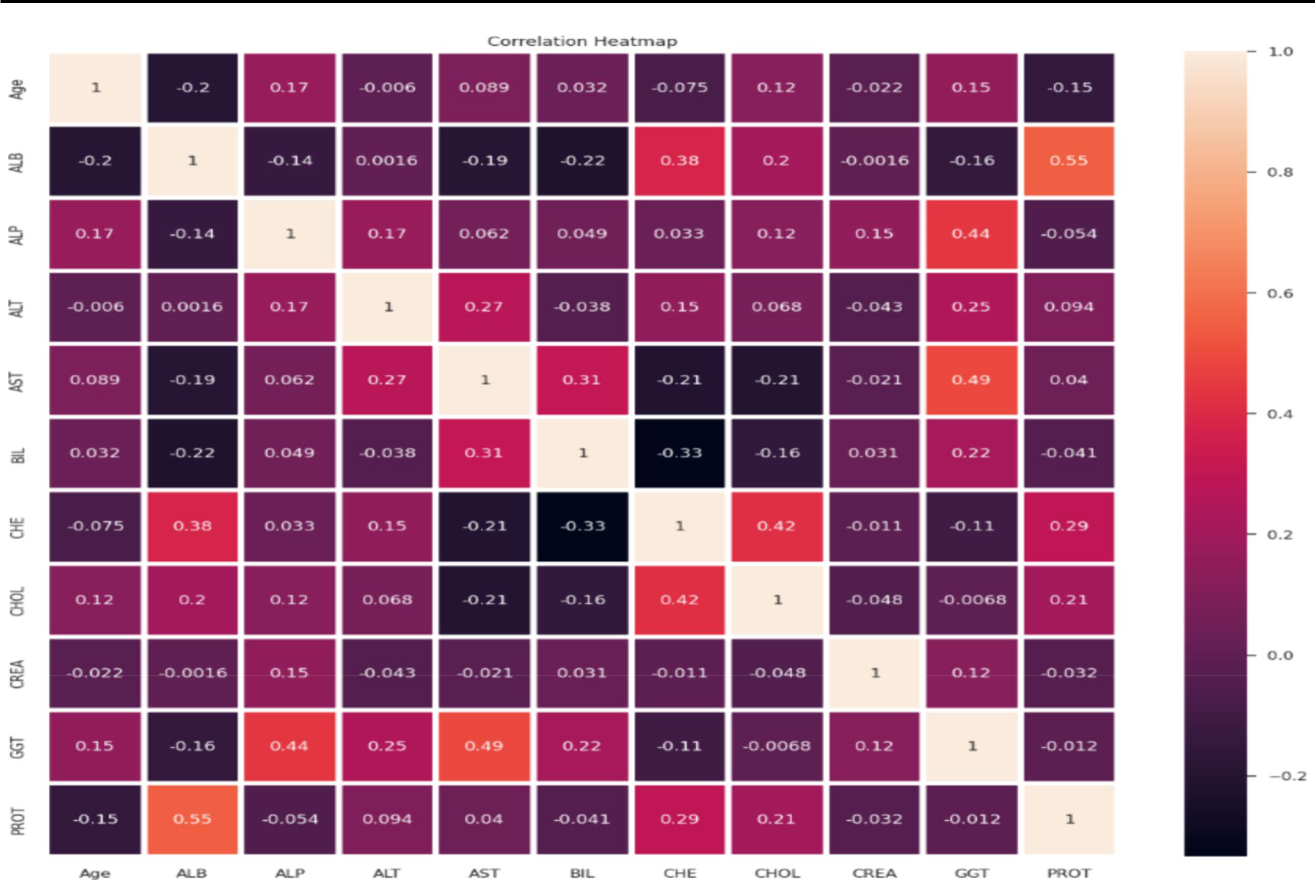 Correlation Heatmap
1.0
Age 1 -0.2 0.17 -0.006 0.089 0.032 -0.075 0.12 -0.022 0.15 -0.15
ALB -0.2 1 -0.14 0.0016 -0.19 -0.22 0.38 0.2 -0.0016 -0.16 0.55
0.8
ALP 0.17 -0.14 1 0.17 0.062 0.049 0.033 0.12 0.15 0.44 -0.054
0.6
ALT -0.006 0.0016 0.17 1 0.27 -0.038 0.15 0.068 -0.043 0.25 0.094
AST 0.089 -0.19 0.062 0.27 1 0.31 -0.21 -0.21 -0.021 0.49 0.04
0.4
BIL 0.032 -0.22 0.049 -0.038 0.31 1 -0.33 -0.16 0.031 0.22 -0.041
CHE -0.075 0.38 0.033 0.15 -0.21 -0.33 1 0.42 -0.011 -0.11 0.29
0.2
CHOL 0.12 0.2 0.12 0.068 -0.21 -0.16 0.42 1 -0.048 -0.0068 0.21
0.0
CREA -0.022 -0.0016 0.15 -0.043 -0.021 0.031 -0.011 -0.048 1 0.12 -0.032
GGT 0.15 -0.16 0.44 0.25 0.49 0.22 -0.11 -0.0068 0.12 1 -0.012
−0.2
PROT -0.15 0.55 -0.054 0.094 0.04 -0.041 0.29 0.21 -0.032 -0.012 1
Age ALB ALP ALT AST BIL CHE CHOL CREA GGT PROT